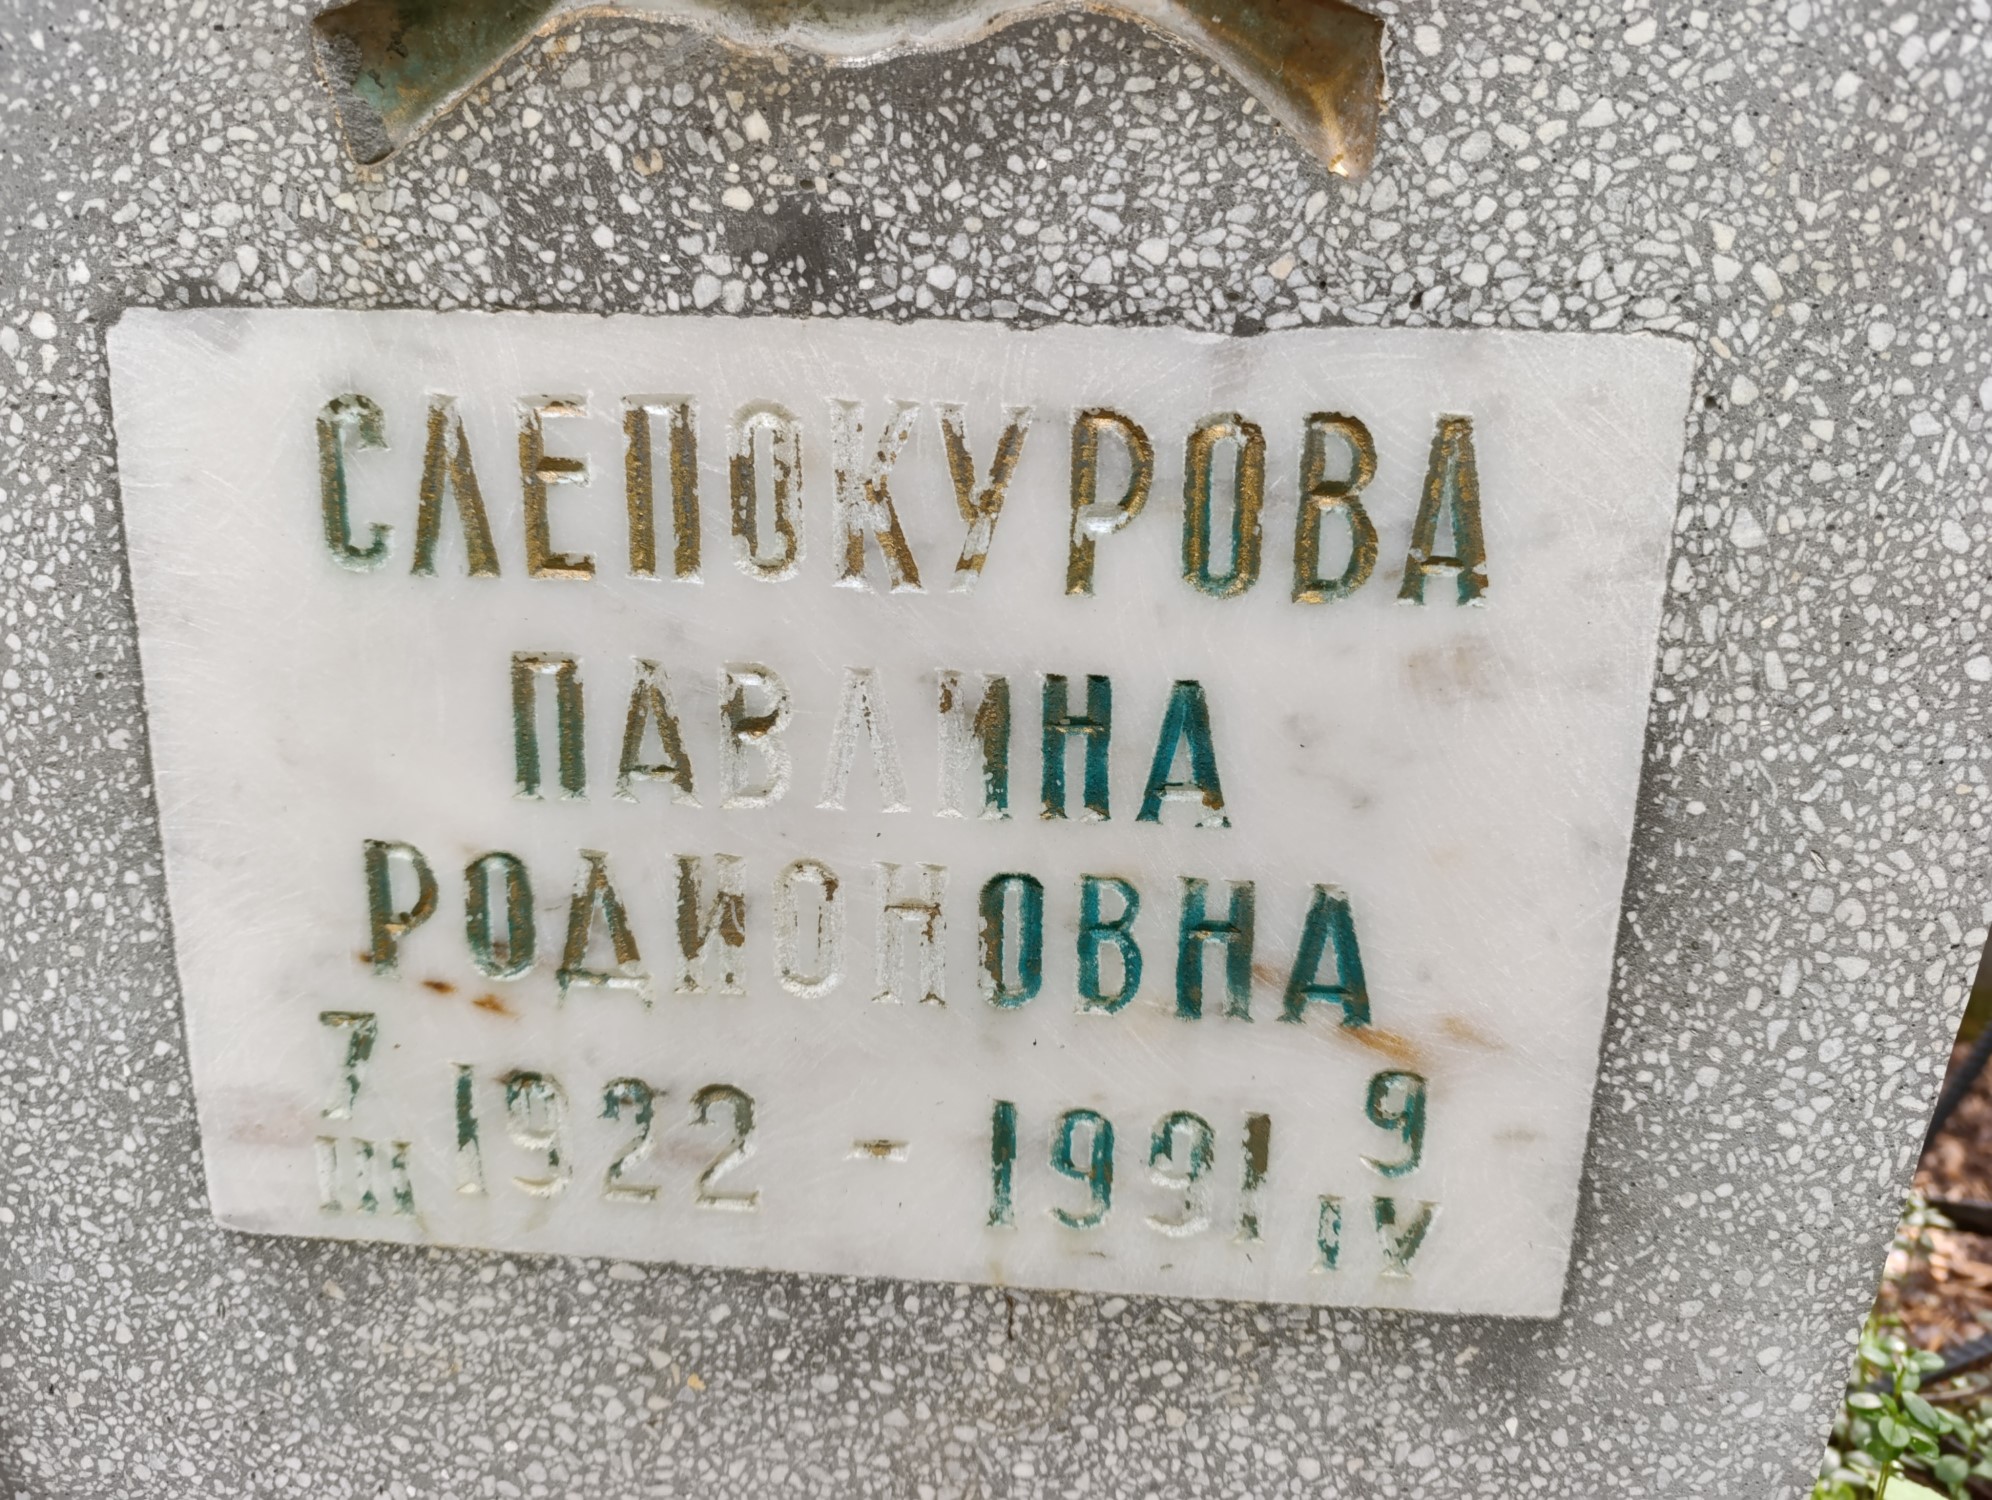 СЛЕПОКУРОВА
ПАВЛИНА
РОДИОНОВНА
7/III 1922 - 1991 9/IV